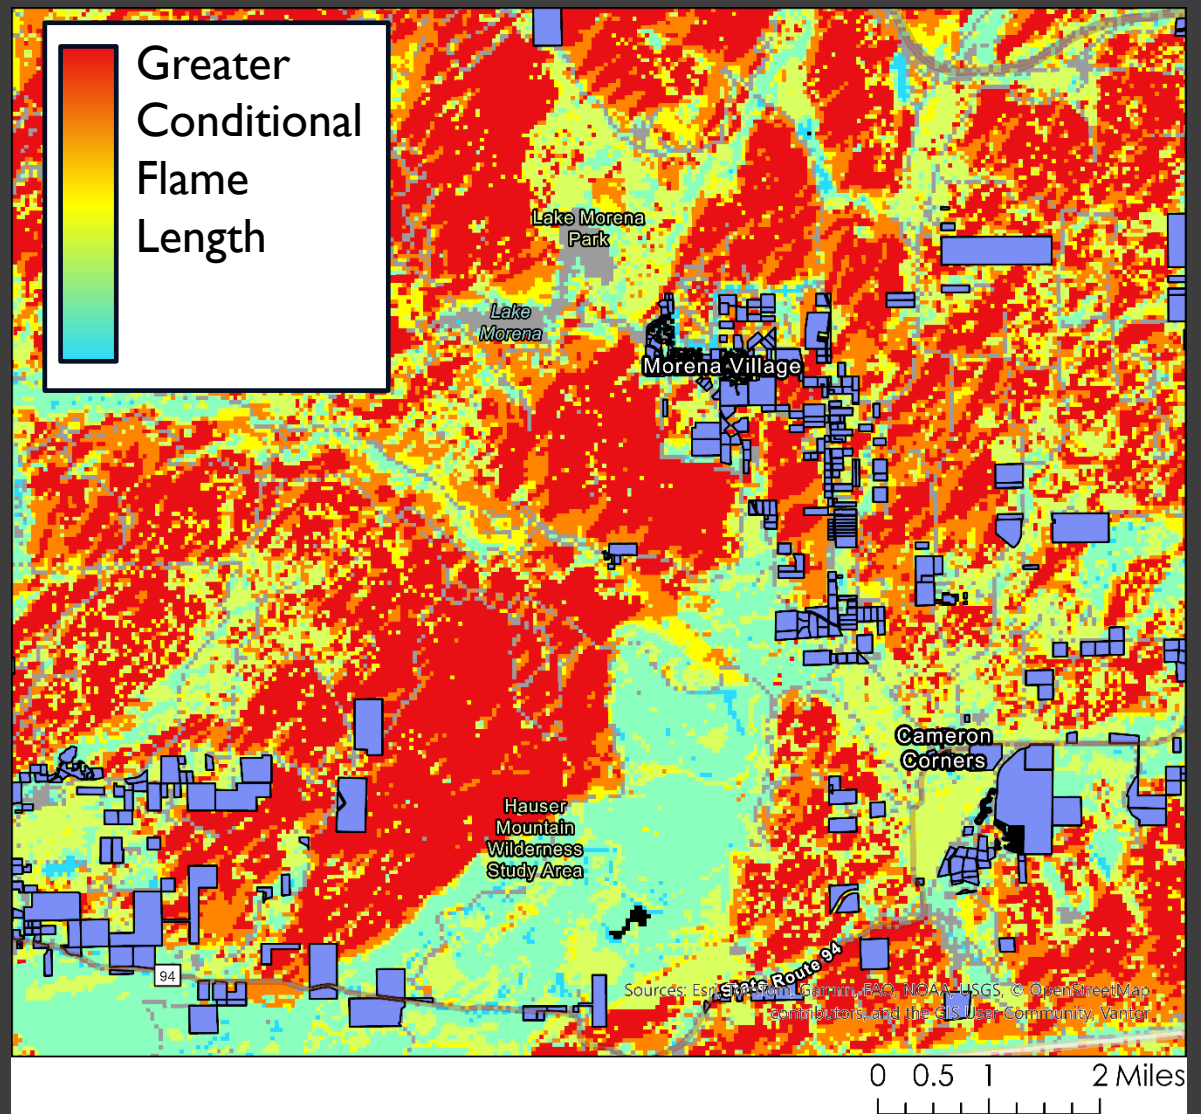 Greater
Conditional
Flame
Length
Lake Morena
Park
Lake
Morena
Morena Village
Cameron
Corners
Hauser
Mountain
Wilderness
Study Area
State Route 94
94
Sources: Esri, TomTom, Garmin, FAO, NOAA, USGS, © OpenStreetMap
contributors, and the GIS User Community, Vantor
0 0.5 1 2 Miles